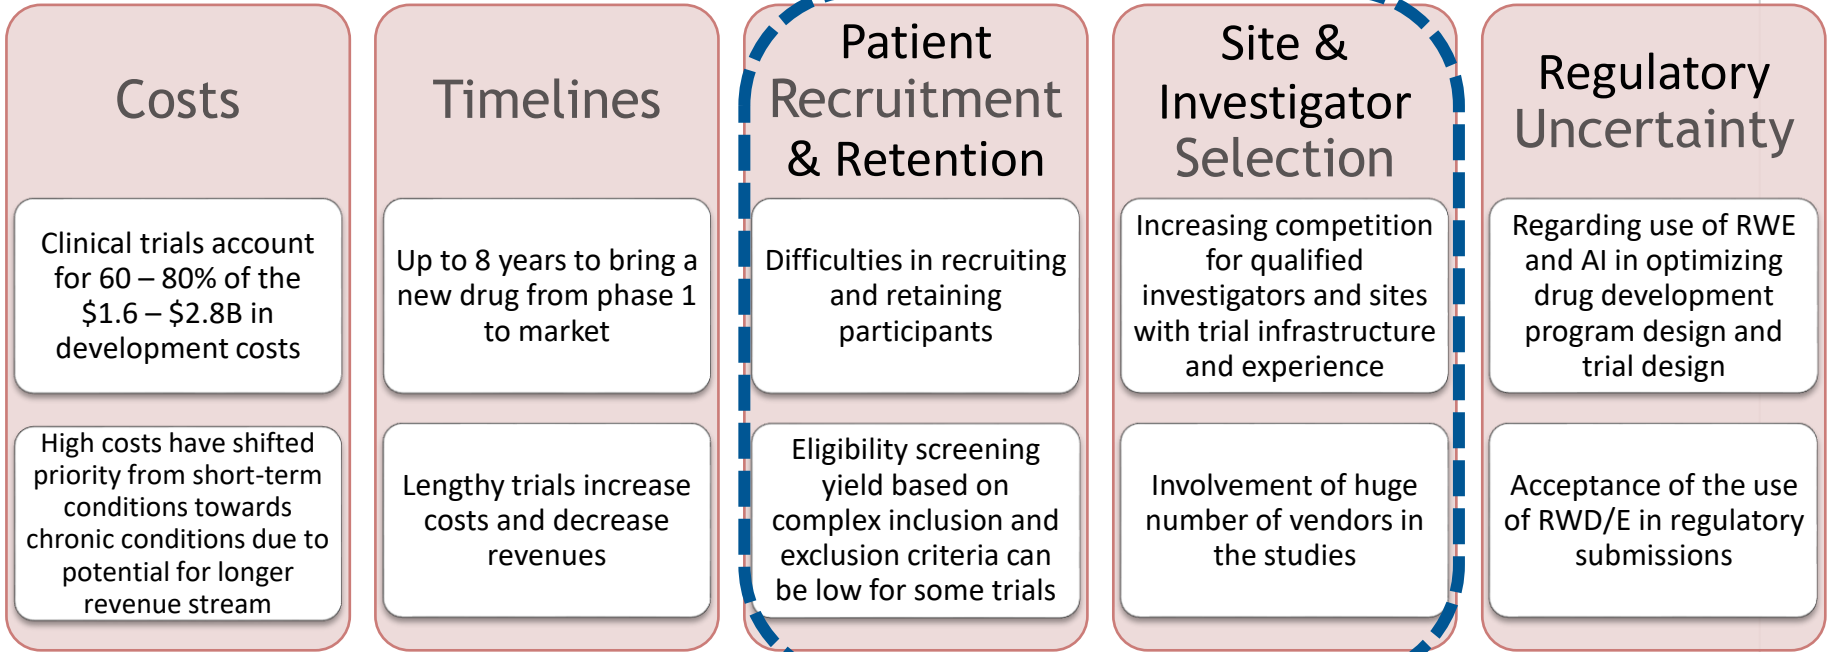 Costs
Clinical trials account
for 60 – 80% of the
$1.6 – $2.8B in
development costs
High costs have shifted
priority from short-term
conditions towards
chronic conditions due to
potential for longer
revenue stream
Timelines
Up to 8 years to bring a
new drug from phase 1
to market
Lengthy trials increase
costs and decrease
revenues
Patient
Recruitment
& Retention
Difficulties in recruiting
and retaining
participants
Eligibility screening
yield based on
complex inclusion and
exclusion criteria can
be low for some trials
Site &
Investigator
Selection
Increasing competition
for qualified
investigators and sites
with trial infrastructure
and experience
Involvement of huge
number of vendors in
the studies
Regulatory
Uncertainty
Regarding use of RWE
and AI in optimizing
drug development
program design and
trial design
Acceptance of the use
of RWD/E in regulatory
submissions